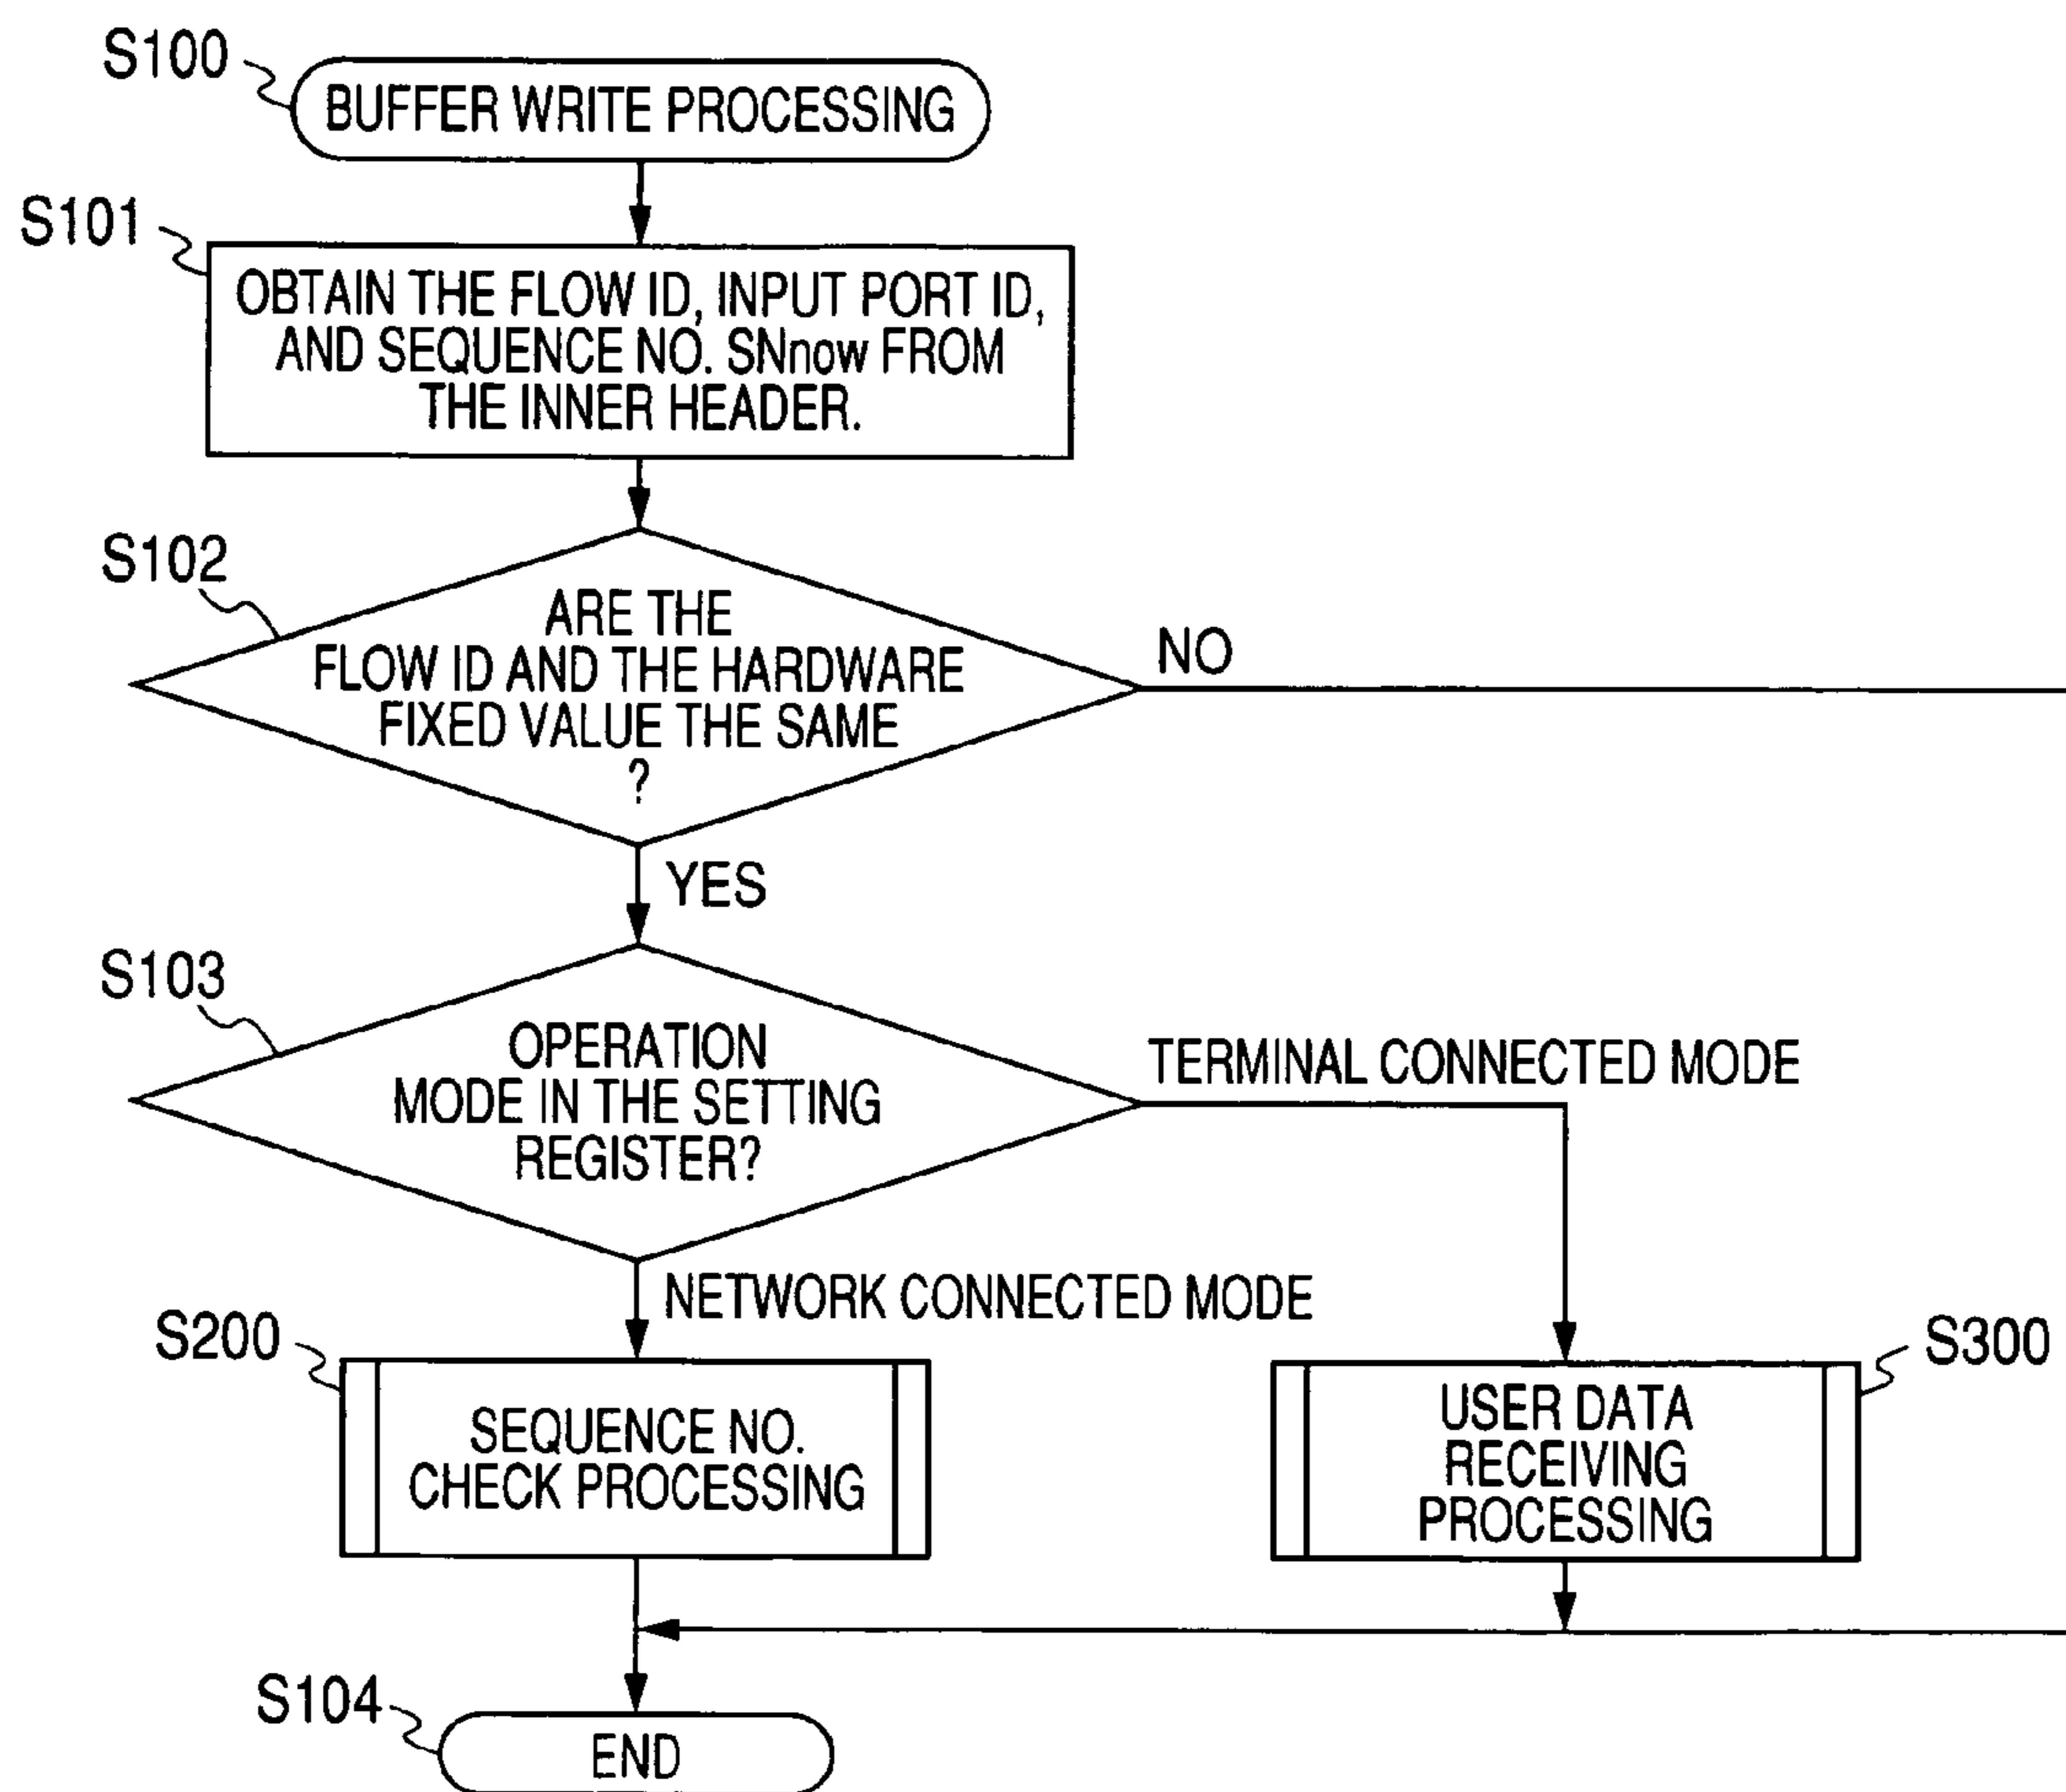 S100
BUFFER WRITE PROCESSING
S101
OBTAIN THE FLOW ID, INPUT PORT ID,
AND SEQUENCE NO. SNnow FROM
THE INNER HEADER.
S102
ARE THE
FLOW ID AND THE HARDWARE
FIXED VALUE THE SAME
?
NO
YES
S103
OPERATION
MODE IN THE SETTING
REGISTER?
TERMINAL CONNECTED MODE
NETWORK CONNECTED MODE
S200
SEQUENCE NO.
CHECK PROCESSING
S300
USER DATA
RECEIVING
PROCESSING
S104
END